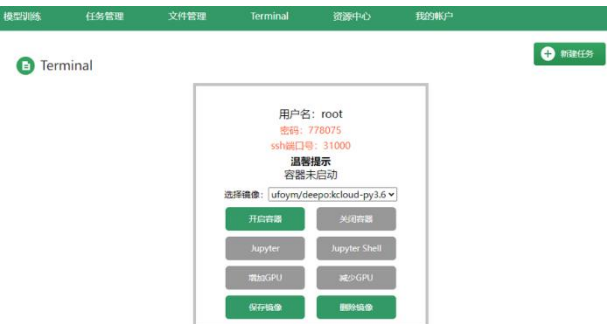 模型训练 任务管理 文件管理 Terminal 资源中心 我的帐户
新建任务
Terminal
用户名：root
密码：778075
ssh端口号：31000
温馨提示
容器未启动
选择镜像：ufoym/deepo:kcloud-py3.6
开启容器 关闭容器
Jupyter Jupyter Shell
增加GPU 减少GPU
保存镜像 删除镜像